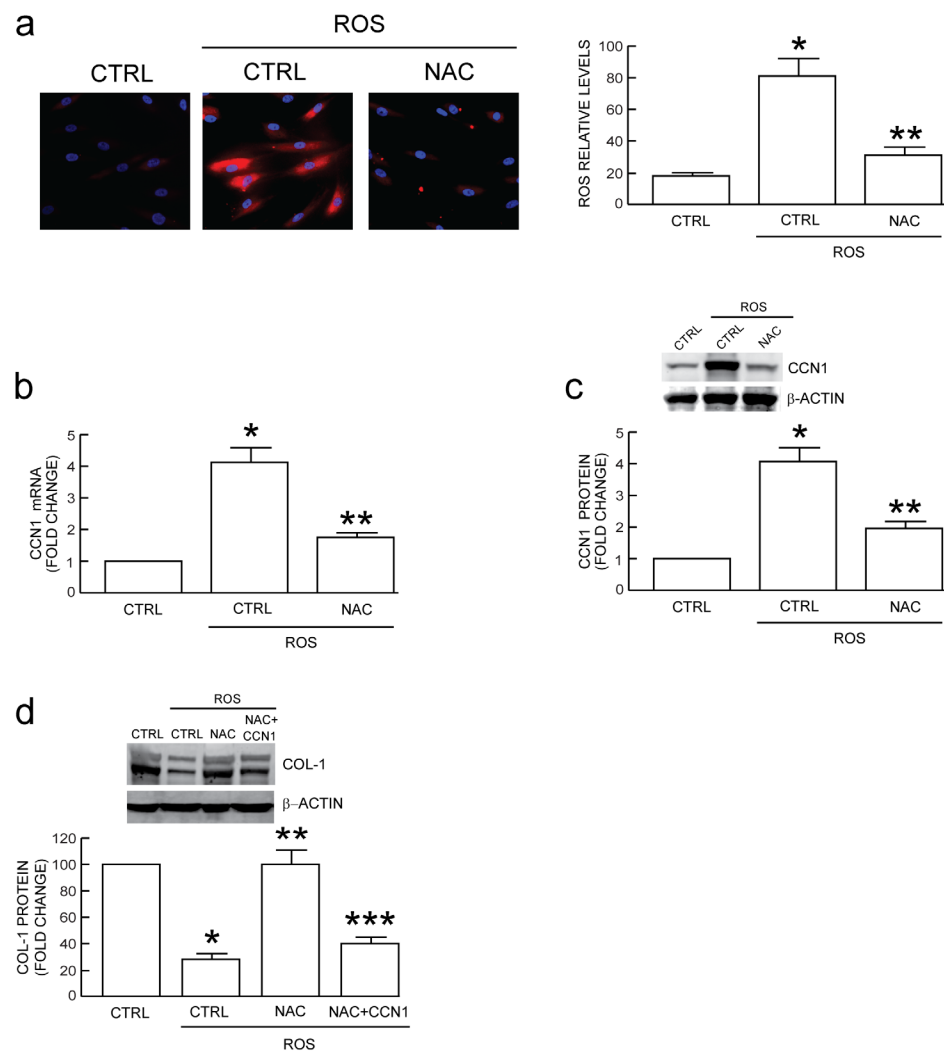 a
ROS
CTRL CTRL NAC
ROS RELATIVE LEVELS
100
80
60
40
20
0
*
**
CTRL CTRL NAC
ROS
b
CCN1 mRNA
(FOLD CHANGE)
5
4
3
2
1
0
*
**
CTRL CTRL NAC
ROS
c
ROS
CTRL CTRL NAC
CCN1
β-ACTIN
CCN1 PROTEIN
(FOLD CHANGE)
5
4
3
2
1
0
*
**
CTRL CTRL NAC
ROS
d
ROS
CTRL CTRL NAC NAC+
CCN1
COL-1
β–ACTIN
COL-1 PROTEIN
(FOLD CHANGE)
120
100
80
60
40
20
0
*
**
***
CTRL CTRL NAC NAC+CCN1
ROS